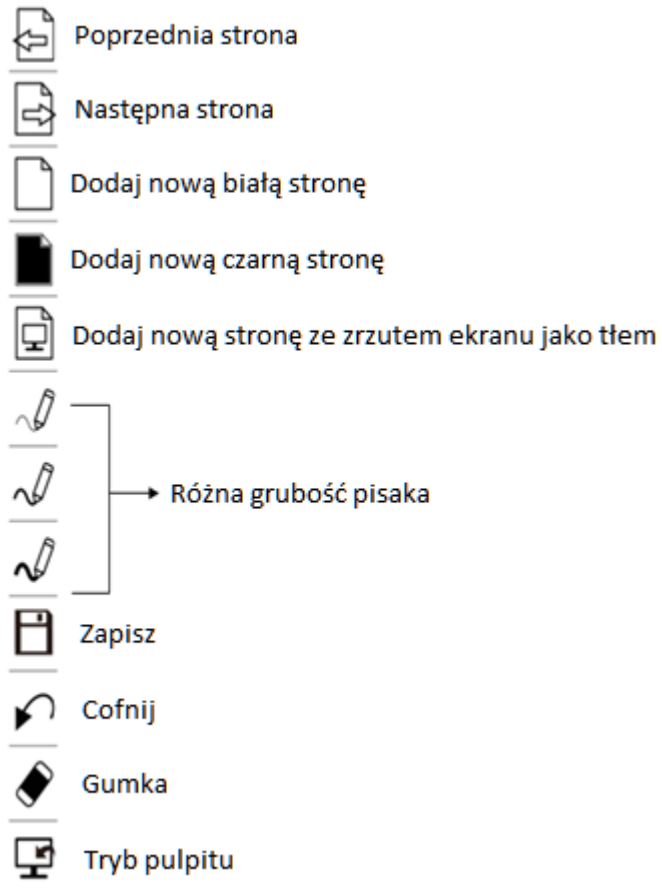 Poprzednia strona
Następna strona
Dodaj nową białą stronę
Dodaj nową czarną stronę
Dodaj nową stronę ze zrzutem ekranu jako tłem
Różna grubość pisaka
Zapisz
Cofnij
Gumka
Tryb pulpitu